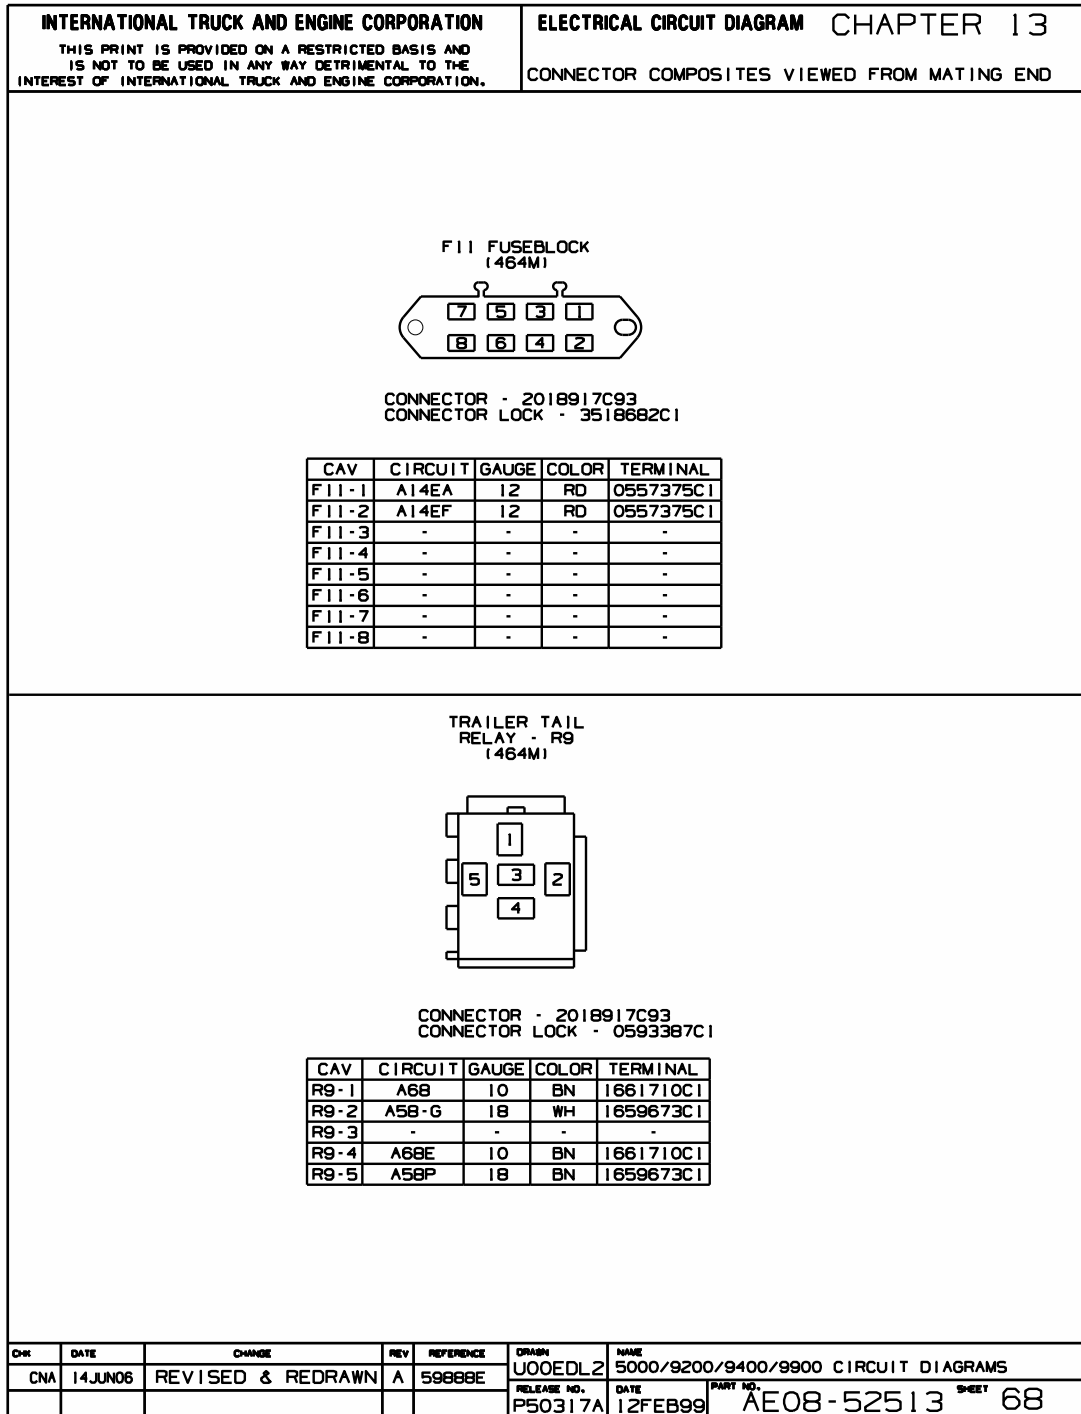 INTERNATIONAL TRUCK AND ENGINE CORPORATION
THIS PRINT IS PROVIDED ON A RESTRICTED BASIS AND
IS NOT TO BE USED IN ANY WAY DETRIMENTAL TO THE
INTEREST OF INTERNATIONAL TRUCK AND ENGINE CORPORATION.
ELECTRICAL CIRCUIT DIAGRAM CHAPTER 13
CONNECTOR COMPOSITES VIEWED FROM MATING END
F11 FUSEBLOCK
(464M)
7 5 3 1
8 6 4 2
CONNECTOR - 2018917C93
CONNECTOR LOCK - 3518682C1
CAV CIRCUIT GAUGE COLOR TERMINAL
F11-1 A14EA 12 RD 0557375C1
F11-2 A14EF 12 RD 0557375C1
F11-3 - - - -
F11-4 - - - -
F11-5 - - - -
F11-6 - - - -
F11-7 - - - -
F11-8 - - - -
TRAILER TAIL
RELAY - R9
(464M)
1
5 3 2
4
CONNECTOR - 2018917C93
CONNECTOR LOCK - 0593387C1
CAV CIRCUIT GAUGE COLOR TERMINAL
R9-1 A68 10 BN 1661710C1
R9-2 A58-G 18 WH 1659673C1
R9-3 - - - -
R9-4 A68E 10 BN 1661710C1
R9-5 A58P 18 BN 1659673C1
CHK DATE CHANGE REV REFERENCE
CNA 14JUN06 REVISED & REDRAWN A 59888E
DRAWN NAME
U00EDL2 5000/9200/9400/9900 CIRCUIT DIAGRAMS
RELEASE NO. DATE PART NO. SHEET
P50317A 12FEB99 AE08-52513 68